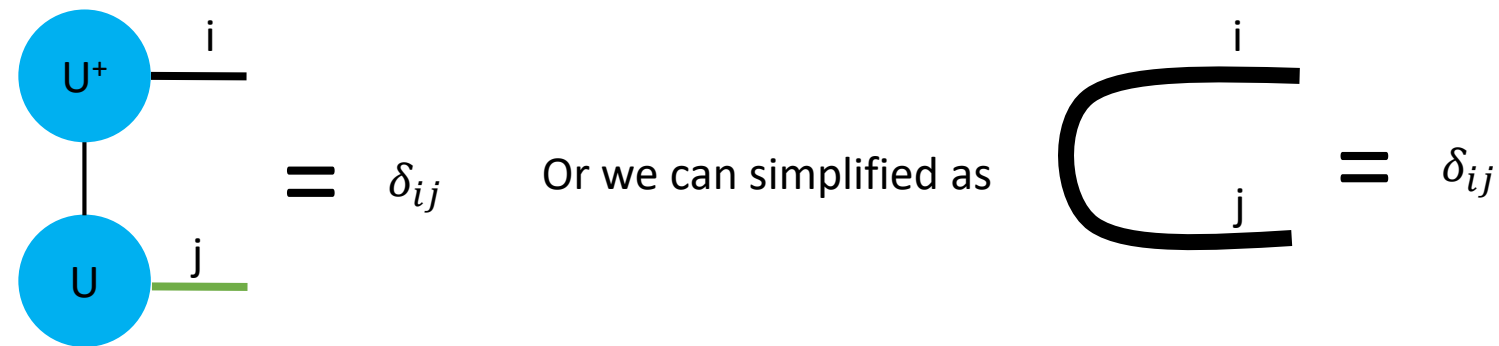 i
U⁺
= δᵢⱼ
j
U
Or we can simplified as
i
j
= δᵢⱼ